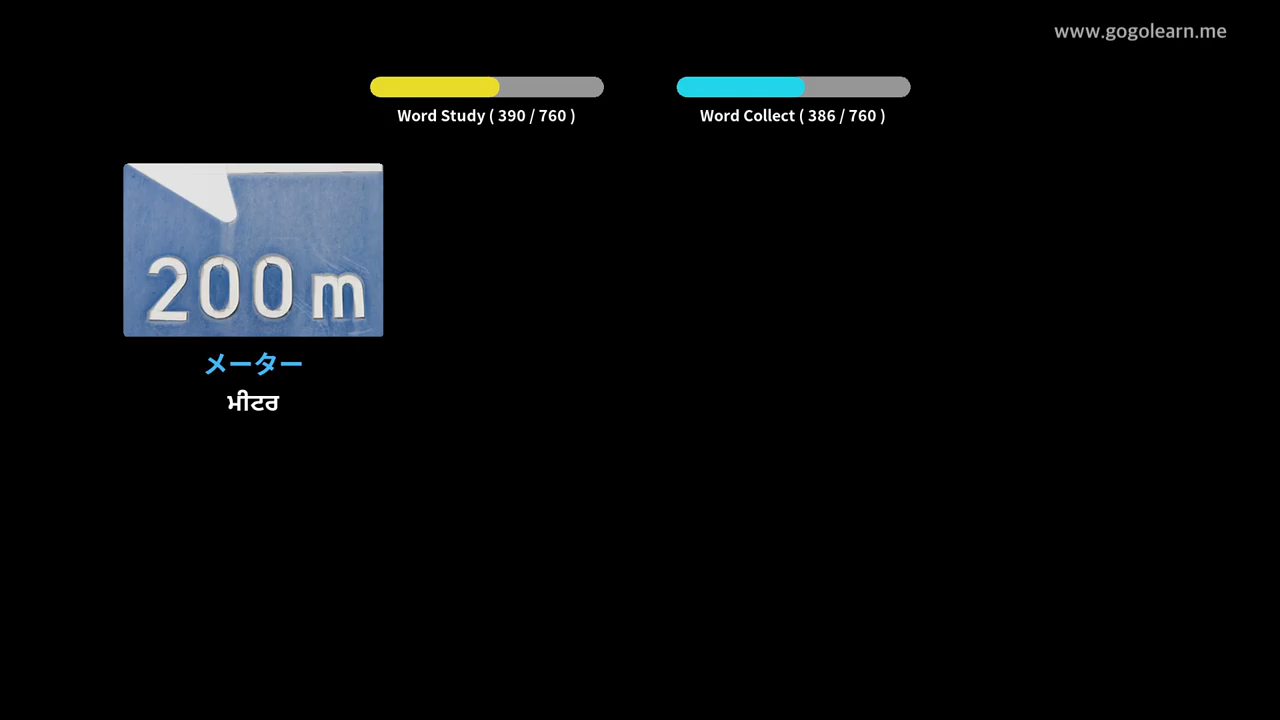 www.gogolearn.me
Word Study ( 390 / 760 )
Word Collect ( 386 / 760 )
200 m
メーター
ਮੀਟਰ